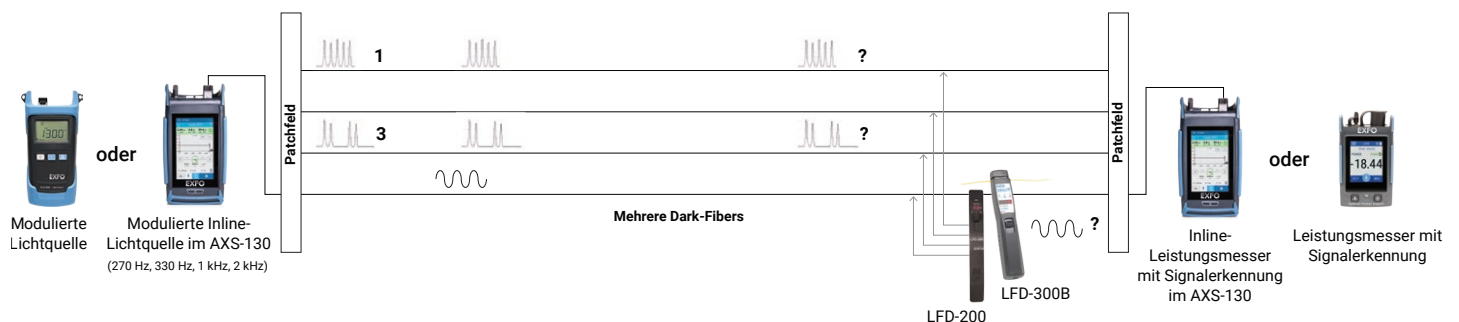 1
?
3
?
?
Patchfeld
Patchfeld
oder
oder
1300
EXFO
EXFO
EXFO
EXFO
-18.44
Modulierte
Lichtquelle
Modulierte Inline-
Lichtquelle im AXS-130
(270 Hz, 330 Hz, 1 kHz, 2 kHz)
Mehrere Dark-Fibers
LFD-300B
LFD-200
Inline-
Leistungsmesser
mit Signalerkennung
im AXS-130
Leistungsmesser mit
Signalerkennung